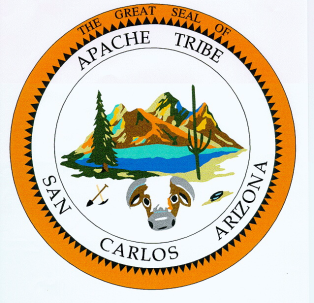 THE GREAT SEAL OF
APACHE TRIBE
SAN CARLOS ARIZONA